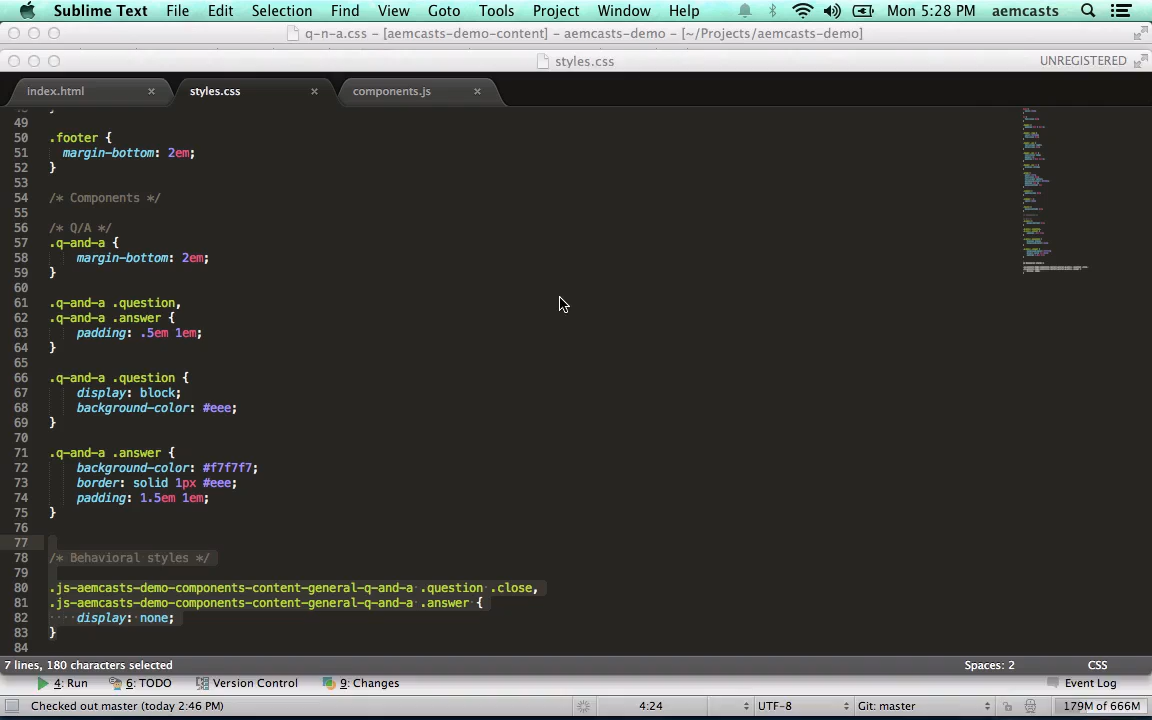 Sublime Text File Edit Selection Find View Goto Tools Project Window Help Mon 5:28 PM aemcasts
q-n-a.css – [aemcasts-demo-content] – aemcasts-demo – [~/Projects/aemcasts-demo]
styles.css UNREGISTERED
index.html × styles.css × components.js ×
49
50 .footer {
51 margin-bottom: 2em;
52 }
53
54 /* Components */
55
56 /* Q/A */
57 .q-and-a {
58 margin-bottom: 2em;
59 }
60
61 .q-and-a .question,
62 .q-and-a .answer {
63 padding: .5em 1em;
64 }
65
66 .q-and-a .question {
67 display: block;
68 background-color: #eee;
69 }
70
71 .q-and-a .answer {
72 background-color: #f7f7f7;
73 border: solid 1px #eee;
74 padding: 1.5em 1em;
75 }
76
77
78 /* Behavioral styles */
79
80 .js-aemcasts-demo-components-content-general-q-and-a .question .close,
81 .js-aemcasts-demo-components-content-general-q-and-a .answer {
82 display: none;
83 }
84
7 lines, 180 characters selected Spaces: 2 CSS
4: Run 6: TODO Version Control 9: Changes Event Log
Checked out master (today 2:46 PM) 4:24 UTF-8 Git: master 179M of 666M